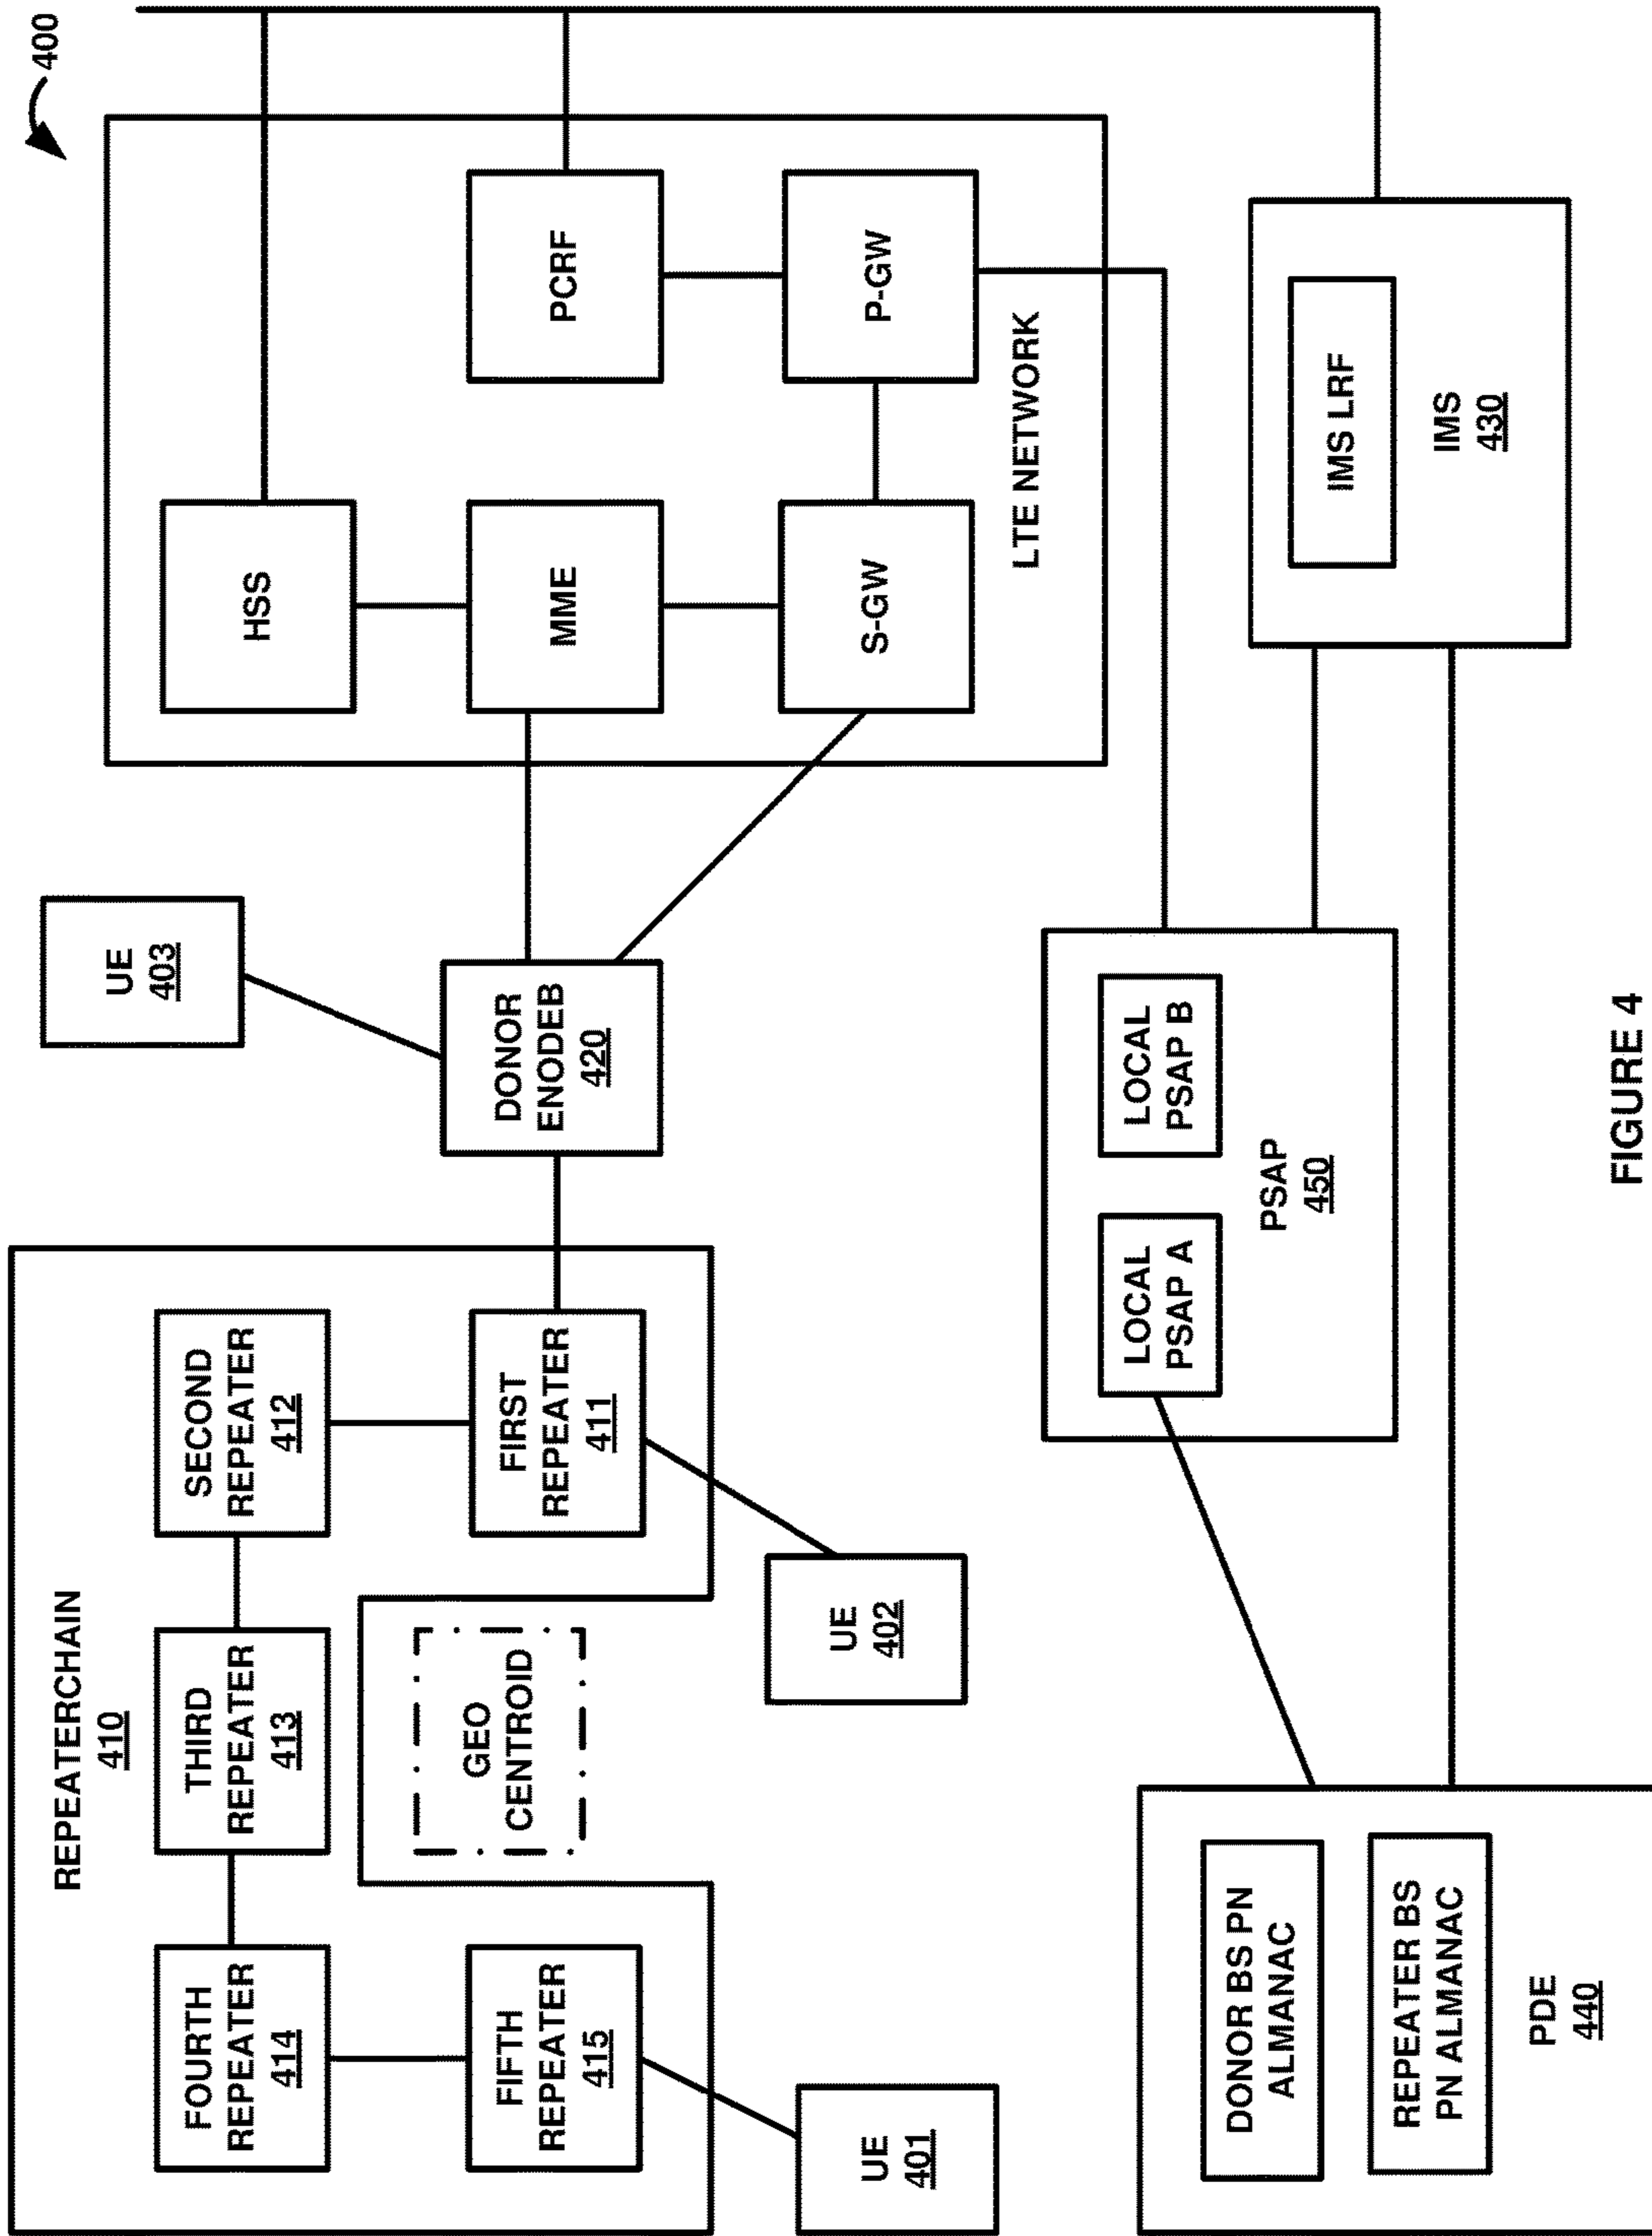 400
REPEATERCHAIN
410
FOURTH
REPEATER
414
THIRD
REPEATER
413
SECOND
REPEATER
412
FIFTH
REPEATER
415
GEO
CENTROID
FIRST
REPEATER
411
UE
401
UE
402
UE
403
DONOR
ENODEB
420
HSS
MME
PCRF
S-GW
P-GW
LTE NETWORK
DONOR BS PN
ALMANAC
REPEATER BS
PN ALMANAC
PDE
440
LOCAL
PSAP A
LOCAL
PSAP B
PSAP
450
IMS LRF
IMS
430
FIGURE 4